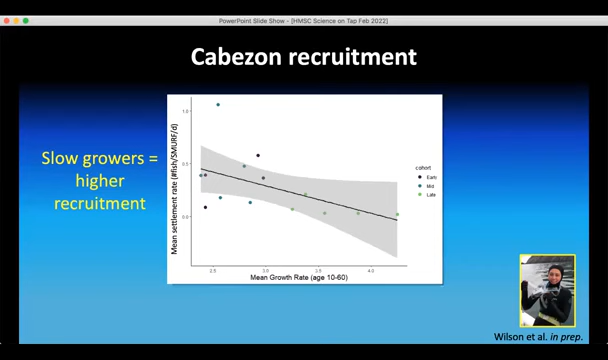 PowerPoint Slide Show - [HMSC Science on Tap Feb 2022]
Cabezon recruitment
Slow growers =
higher
recruitment
Mean settlement rate (#fish/SMURF/d)
1.0
0.5
0.0
2.5
3.0
3.5
4.0
Mean Growth Rate (age 10-60)
cohort
Early
Mid
Late
Wilson et al. in prep.